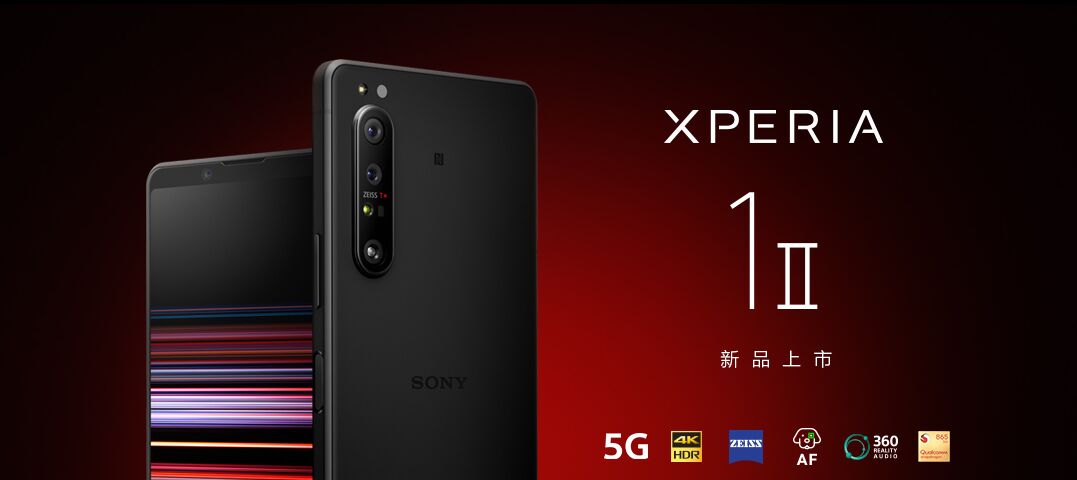 XPERIA
1 II
新品上市
ZEISS T*
SONY
5G
4K
HDR
ZEISS
AF
360
REALITY
AUDIO
865
Qualcomm
snapdragon